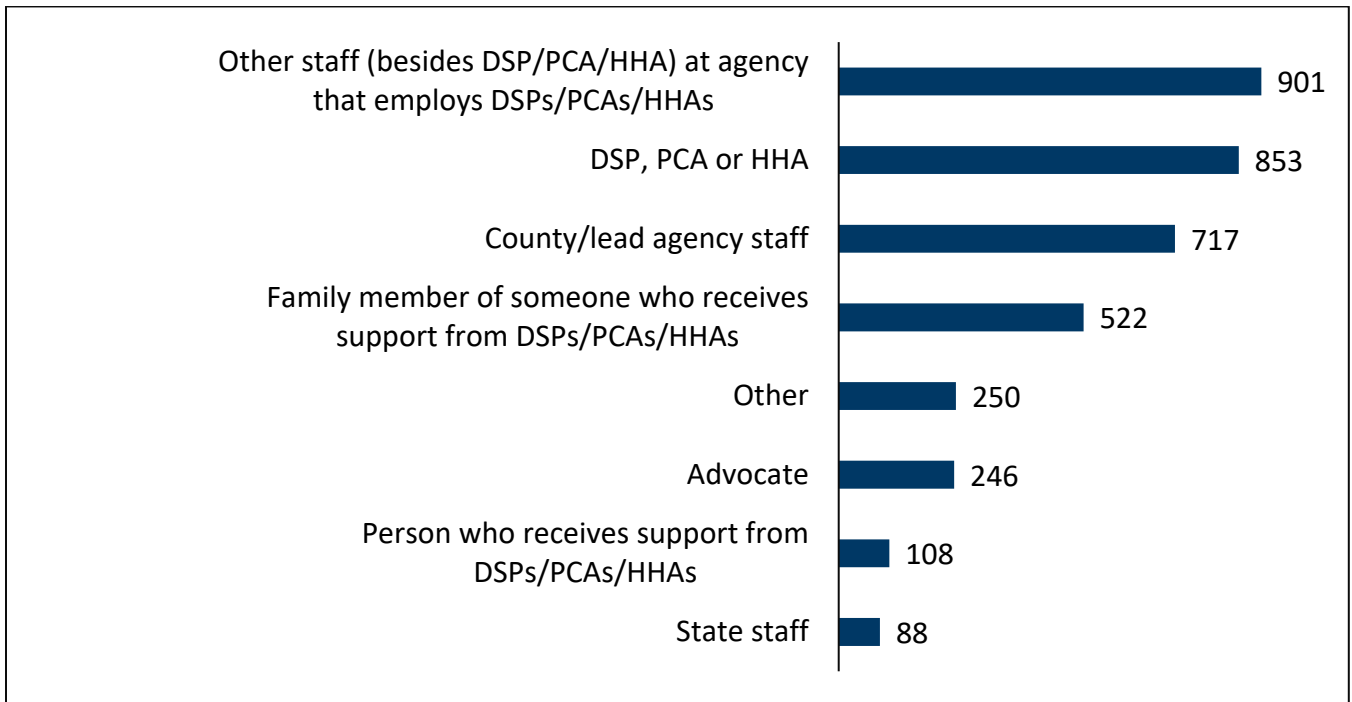 Other staff (besides DSP/PCA/HHA) at agency
that employs DSPs/PCAs/HHAs
901
DSP, PCA or HHA
853
County/lead agency staff
717
Family member of someone who receives
support from DSPs/PCAs/HHAs
522
Other
250
Advocate
246
Person who receives support from
DSPs/PCAs/HHAs
108
State staff
88